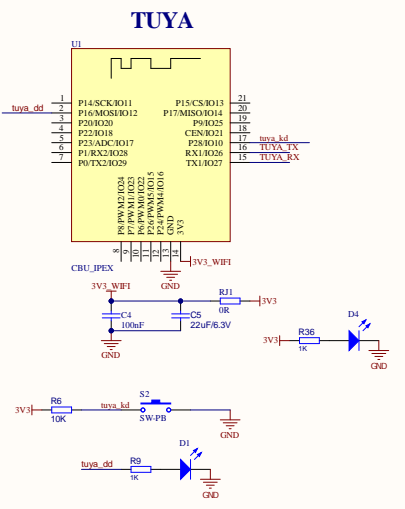 TUYA
U1
1 P14/SCK/IO11 P15/CS/IO13 21
tuya_dd 2 P16/MOSI/IO12 P17/MISO/IO14 20
3 P20/IO20 P9/IO25 19
4 P22/IO18 CEN/IO21 18
5 P23/ADC/IO17 P28/IO10 17 tuya_kd
6 P1/RX2/IO28 RX1/IO26 16 TUYA_TX
7 P0/TX2/IO29 TX1/IO27 15 TUYA_RX
P8/PWM2/IO24
P7/PWM1/IO23
P6/PWM0/IO22
P26/PWM5/IO15
P24/PWM4/IO16
GND
3V3
8 9 10 11 12 13 14
3V3_WIFI
CBU_IPEX
GND
3V3_WIFI
RJ1
3V3
0R
C4
100nF
C5
22uF/6.3V
GND
D4
3V3
R36
1K
GND
3V3
R6
10K
tuya_kd
S2
SW-PB
GND
D1
tuya_dd
R9
1K
GND